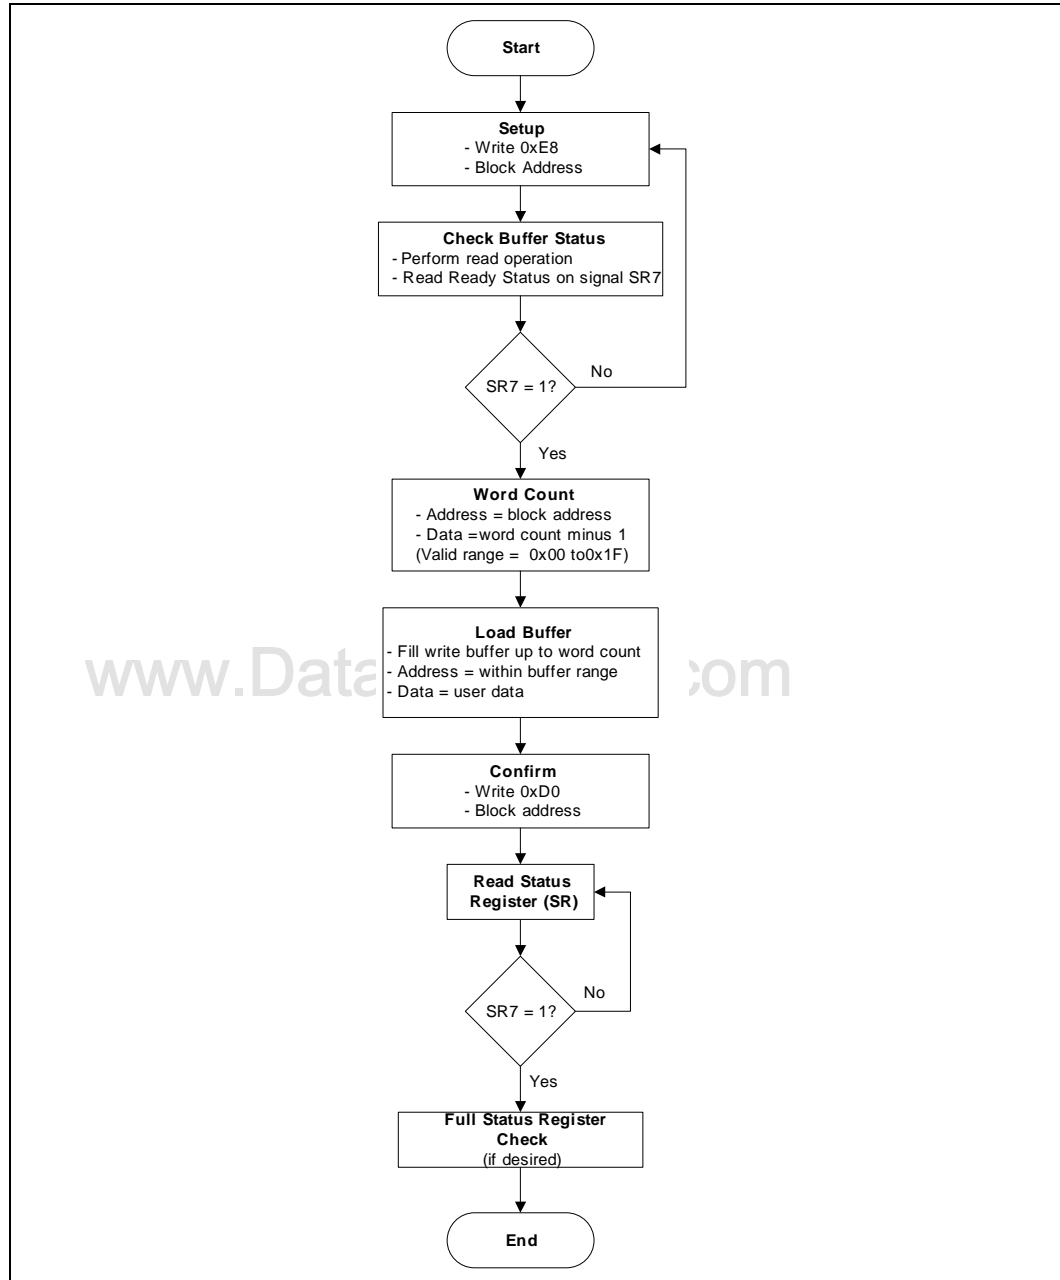 Start
Setup
- Write 0xE8
- Block Address
Check Buffer Status
- Perform read operation
- Read Ready Status on signal SR7
SR7 = 1?
No
Yes
Word Count
- Address = block address
- Data =word count minus 1
(Valid range = 0x00 to0x1F)
Load Buffer
- Fill write buffer up to word count
- Address = within buffer range
- Data = user data
www.Data
.com
Confirm
- Write 0xD0
- Block address
Read Status
Register (SR)
SR7 = 1?
No
Yes
Full Status Register
Check
(if desired)
End